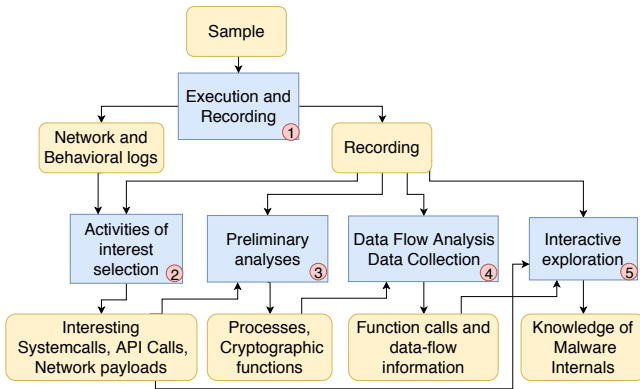 Sample
Execution and
Recording
1
Network and
Behavioral logs
Recording
Activities of
interest
selection
2
Preliminary
analyses
3
Data Flow Analysis
Data Collection
4
Interactive
exploration
5
Interesting
Systemcalls, API Calls,
Network payloads
Processes,
Cryptographic
functions
Function calls and
data-flow
information
Knowledge of
Malware
Internals